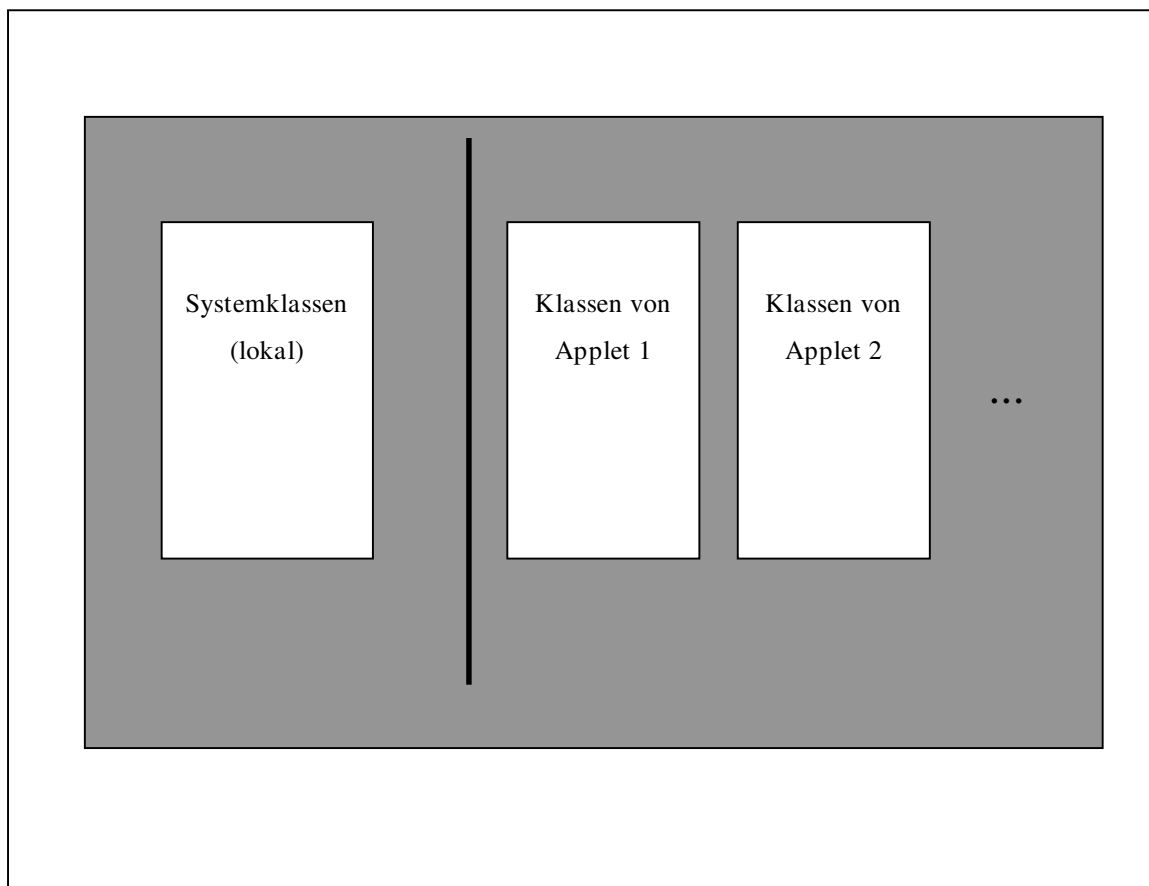 Systemklassen
(lokal)
Klassen von
Applet 1
Klassen von
Applet 2
...